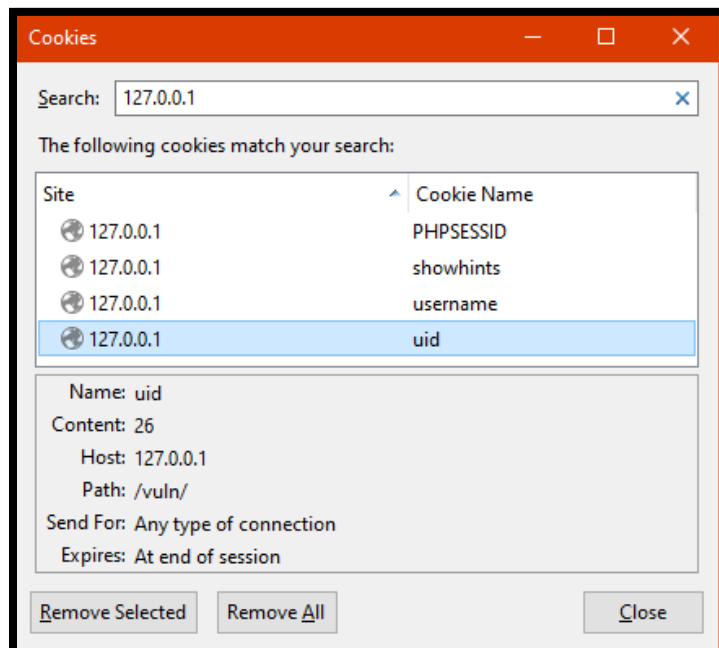 Cookies
Search: 127.0.0.1
The following cookies match your search:
Site Cookie Name
127.0.0.1 PHPSESSID
127.0.0.1 showhints
127.0.0.1 username
127.0.0.1 uid
Name: uid
Content: 26
Host: 127.0.0.1
Path: /vuln/
Send For: Any type of connection
Expires: At end of session
Remove Selected Remove All Close